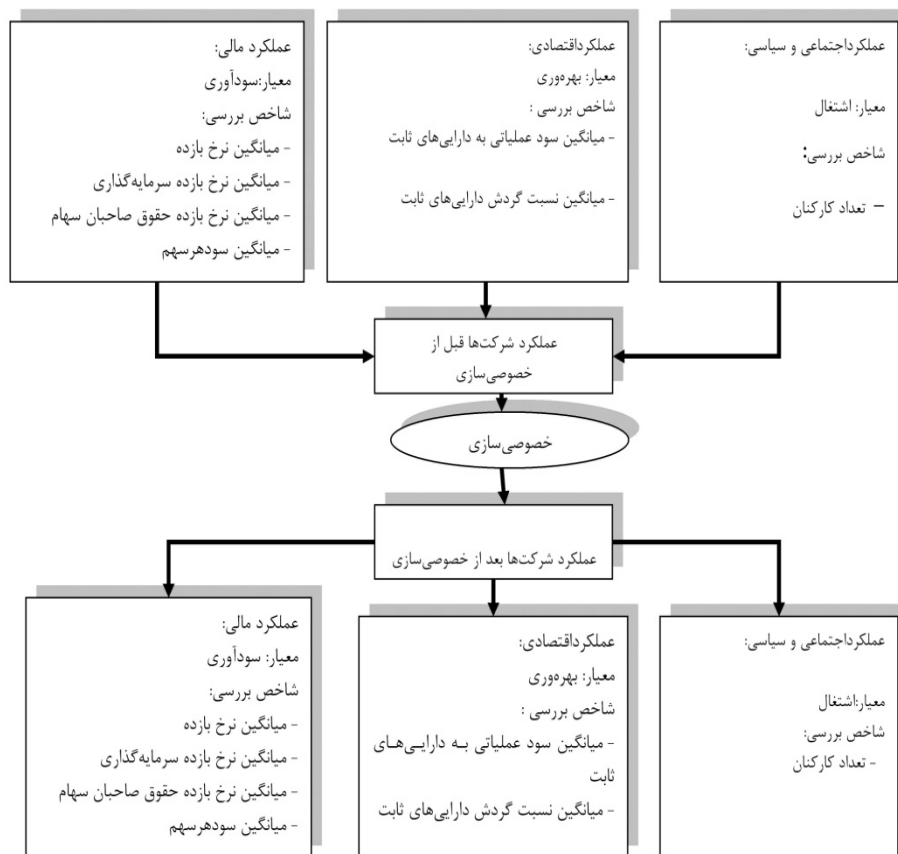 عملکرداجتماعی و سیاسی:
معیار: اشتغال
شاخص بررسی:
– تعداد کارکنان
عملکرداقتصادی:
معیار: بهره‌وری
شاخص بررسی :
- میانگین سود عملیاتی به دارایی‌های ثابت
- میانگین نسبت گردش دارایی‌های ثابت
عملکرد مالی:
معیار:سودآوری
شاخص بررسی:
- میانگین نرخ بازده
- میانگین نرخ بازده سرمایه‌گذاری
- میانگین نرخ بازده حقوق صاحبان سهام
- میانگین سودهرسهم
عملکرد شرکت‌ها قبل از
خصوصی‌سازی
خصوصی‌سازی
عملکرد شرکت‌ها بعد از خصوصی‌سازی
عملکرداجتماعی و سیاسی:
معیار:اشتغال
شاخص بررسی:
- تعداد کارکنان
عملکرداقتصادی:
معیار: بهره‌وری
شاخص بررسی :
- میانگین سود عملیاتی بـه دارایـی‌هـای
ثابت
- میانگین نسبت گردش دارایی‌های ثابت
عملکرد مالی:
معیار: سودآوری
شاخص بررسی:
- میانگین نرخ بازده
- میانگین نرخ بازده سرمایه‌گذاری
- میانگین نرخ بازده حقوق صاحبان سهام
- میانگین سودهرسهم